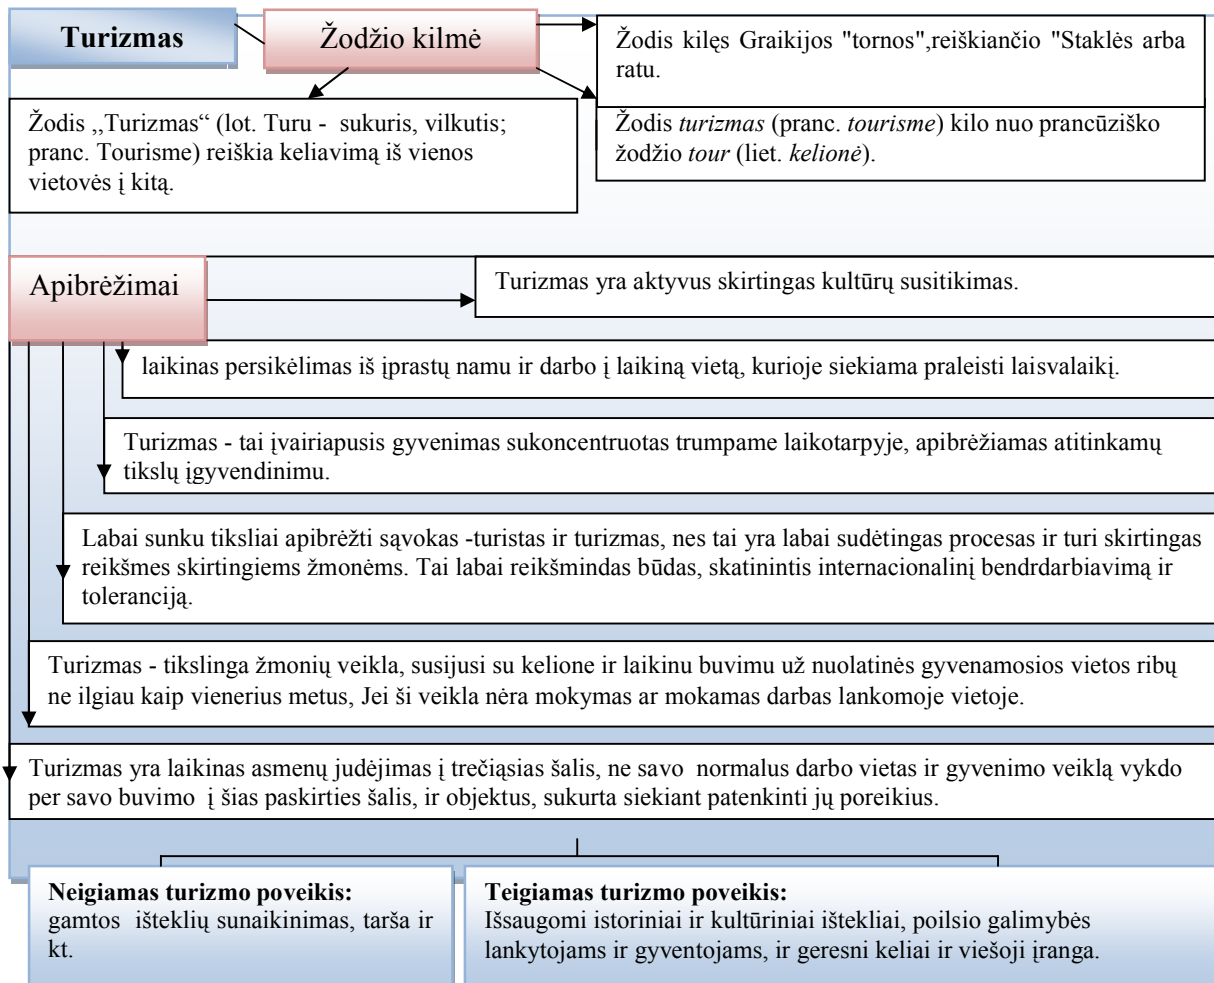 Turizmas
Žodžio kilmė
Žodis kilęs Graikijos "tornos",reiškiančio "Staklės arba
ratu.
Žodis „Turizmas“ (lot. Turu - sukuris, vilkutis;
pranc. Tourisme) reiškia keliavimą iš vienos
vietovės į kitą.
Žodis turizmas (pranc. tourisme) kilo nuo prancūziško
žodžio tour (liet. kelionė).
Apibrėžimai
Turizmas yra aktyvus skirtingas kultūrų susitikimas.
laikinas persikėlimas iš įprastų namu ir darbo į laikiną vietą, kurioje siekiama praleisti laisvalaikį.
Turizmas - tai įvairiapusis gyvenimas sukoncentruotas trumpame laikotarpyje, apibrėžiamas atitinkamų
tikslų įgyvendinimu.
Labai sunku tiksliai apibrėžti sąvokas -turistas ir turizmas, nes tai yra labai sudėtingas procesas ir turi skirtingas
reikšmes skirtingiems žmonėms. Tai labai reikšmindas būdas, skatinintis internacionalinį bendrdarbiavimą ir
toleranciją.
Turizmas - tikslinga žmonių veikla, susijusi su kelione ir laikinu buvimu už nuolatinės gyvenamosios vietos ribų
ne ilgiau kaip vienerius metus, Jei ši veikla nėra mokymas ar mokamas darbas lankomoje vietoje.
Turizmas yra laikinas asmenų judėjimas į trečiąsias šalis, ne savo normalus darbo vietas ir gyvenimo veiklą vykdo
per savo buvimo į šias paskirties šalis, ir objektus, sukurta siekiant patenkinti jų poreikius.
Neigiamas turizmo poveikis:
gamtos išteklių sunaikinimas, tarša ir
kt.
Teigiamas turizmo poveikis:
Išsaugomi istoriniai ir kultūriniai ištekliai, poilsio galimybės
lankytojams ir gyventojams, ir geresni keliai ir viešoji įranga.